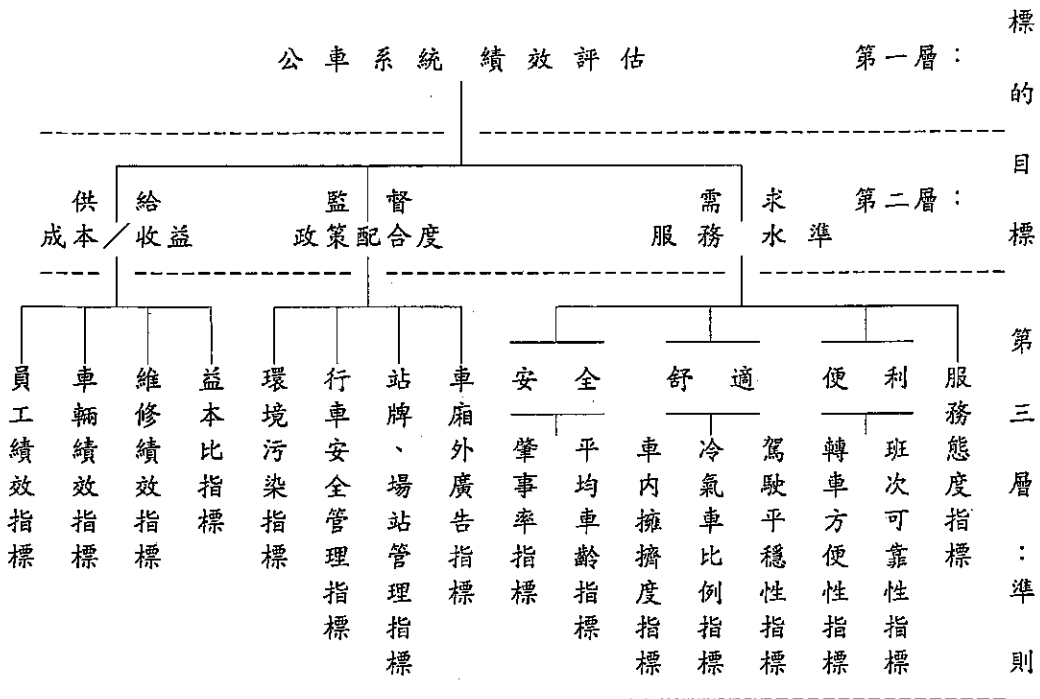 公車系統 績效評估
第一層：標的
供給
成本／收益
監督
政策配合度
需求
服務水準
第二層：目標
員工績效指標
車輛績效指標
維修績效指標
益本比指標
環境污染指標
行車安全管理指標
站牌、場站管理指標
車廂外廣告指標
安全
肇事率指標
平均車齡指標
舒適
車內擁擠度指標
冷氣車比例指標
駕駛平穩性指標
便利
轉車方便性指標
班次可靠性指標
服務態度指標
第三層：準則